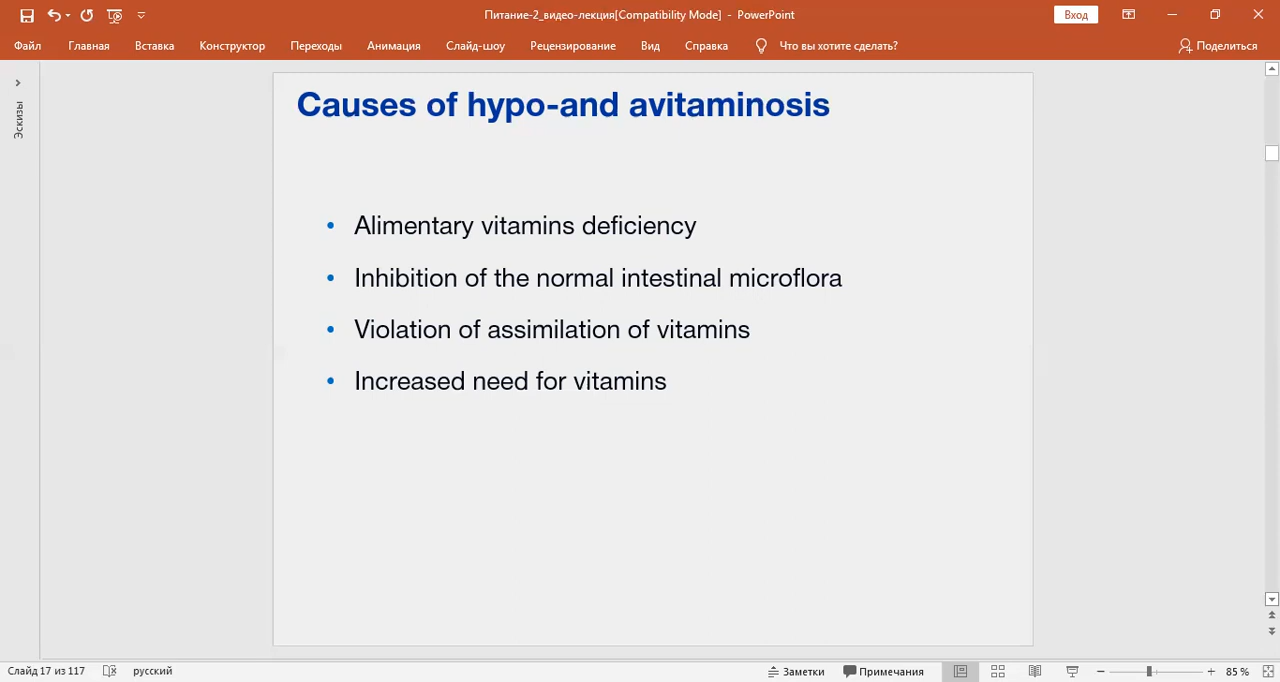 Питание-2_видео-лекция[Compatibility Mode] - PowerPoint
Вход
Файл
Главная
Вставка
Конструктор
Переходы
Анимация
Слайд-шоу
Рецензирование
Вид
Справка
Что вы хотите сделать?
Поделиться
Эскизы
Causes of hypo-and avitaminosis
• Alimentary vitamins deficiency
• Inhibition of the normal intestinal microflora
• Violation of assimilation of vitamins
• Increased need for vitamins
Слайд 17 из 117
русский
Заметки
Примечания
85 %